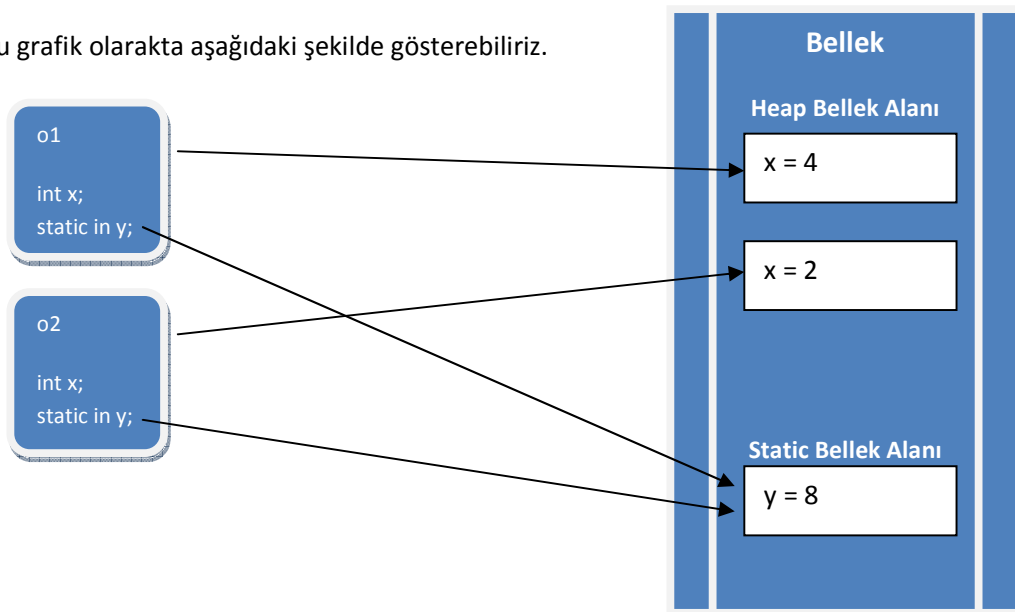 u grafik olarakta aşağıdaki şekilde gösterebiliriz.
Bellek
Heap Bellek Alanı
o1
int x;
static in y;
x = 4
x = 2
o2
int x;
static in y;
Static Bellek Alanı
y = 8